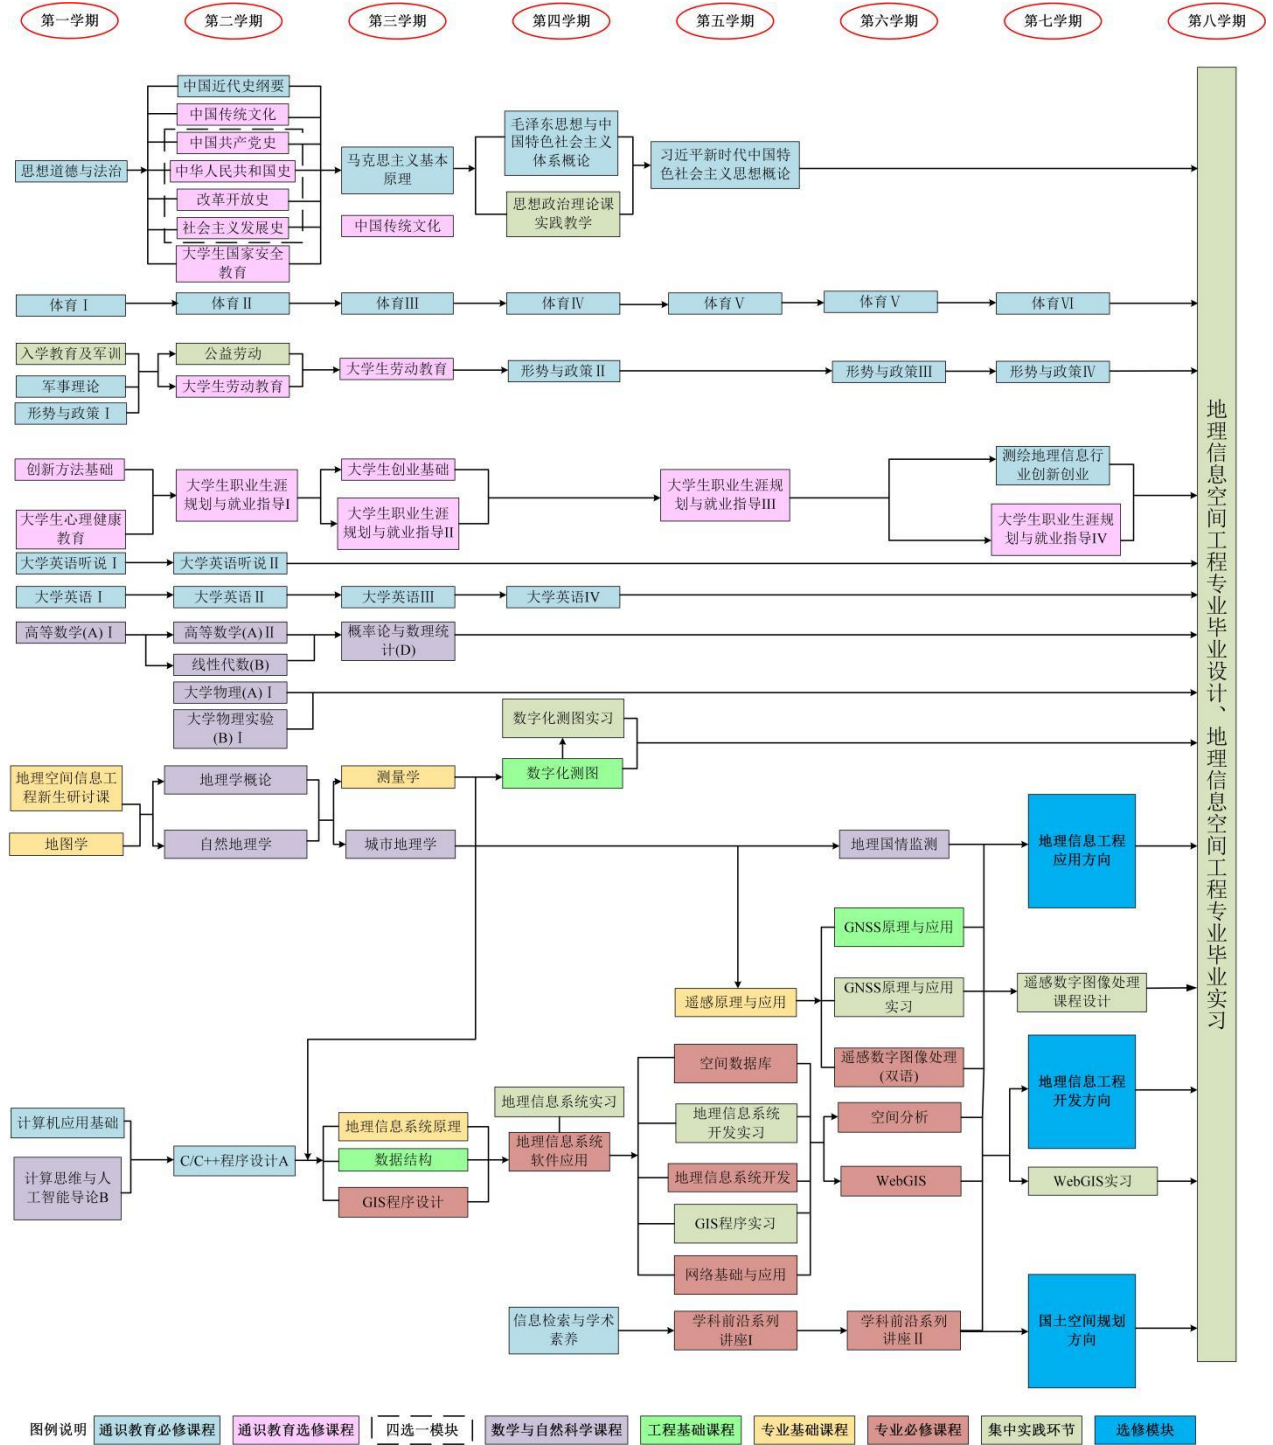 第一学期
第二学期
第三学期
第四学期
第五学期
第六学期
第七学期
第八学期
思想道德与法治
中国近代史纲要
中国传统文化
中国共产党史
中华人民共和国史
改革开放史
社会主义发展史
大学生国家安全
教育
马克思主义基本
原理
中国传统文化
毛泽东思想与中
国特色社会主义
体系概论
思想政治理论课
实践教学
习近平新时代中国特
色社会主义思想概论
体育Ⅰ
体育Ⅱ
体育III
体育Ⅳ
体育Ⅴ
体育Ⅴ
体育Ⅵ
入学教育及军训
军事理论
形势与政策Ⅰ
公益劳动
大学生劳动教育
大学生劳动教育
形势与政策Ⅱ
形势与政策III
形势与政策Ⅳ
创新方法基础
大学生心理健康
教育
大学生职业生涯
规划与就业指导I
大学生创业基础
大学生职业生涯
规划与就业指导II
大学生职业生涯规
划与就业指导III
测绘地理信息行
业创新创业
大学生职业生涯规
划与就业指导IV
大学英语听说Ⅰ
大学英语听说Ⅱ
大学英语Ⅰ
大学英语Ⅱ
大学英语III
大学英语Ⅳ
高等数学(A)Ⅰ
高等数学(A)Ⅱ
线性代数(B)
概率论与数理统
计(D)
大学物理(A)Ⅰ
大学物理实验
(B)Ⅰ
数字化测图实习
数字化测图
地理空间信息工
程新生研讨课
地图学
地理学概论
自然地理学
测量学
城市地理学
地理国情监测
地理信息工程
应用方向
GNSS原理与应用
遥感原理与应用
GNSS原理与应用
实习
遥感数字图像处理
(双语)
遥感数字图像处理
课程设计
计算机应用基础
计算思维与人
工智能导论B
C/C++程序设计A
地理信息系统原理
数据结构
GIS程序设计
地理信息系统实习
地理信息系统
软件应用
空间数据库
地理信息系统
开发实习
地理信息系统开发
GIS程序实习
网络基础与应用
空间分析
WebGIS
地理信息工程
开发方向
WebGIS实习
信息检索与学术
素养
学科前沿系列
讲座I
学科前沿系列
讲座Ⅱ
国土空间规划
方向
地理信息空间工程专业毕业设计、地理信息空间工程专业毕业实习
图例说明
通识教育必修课程
通识教育选修课程
四选一模块
数学与自然科学课程
工程基础课程
专业基础课程
专业必修课程
集中实践环节
选修模块